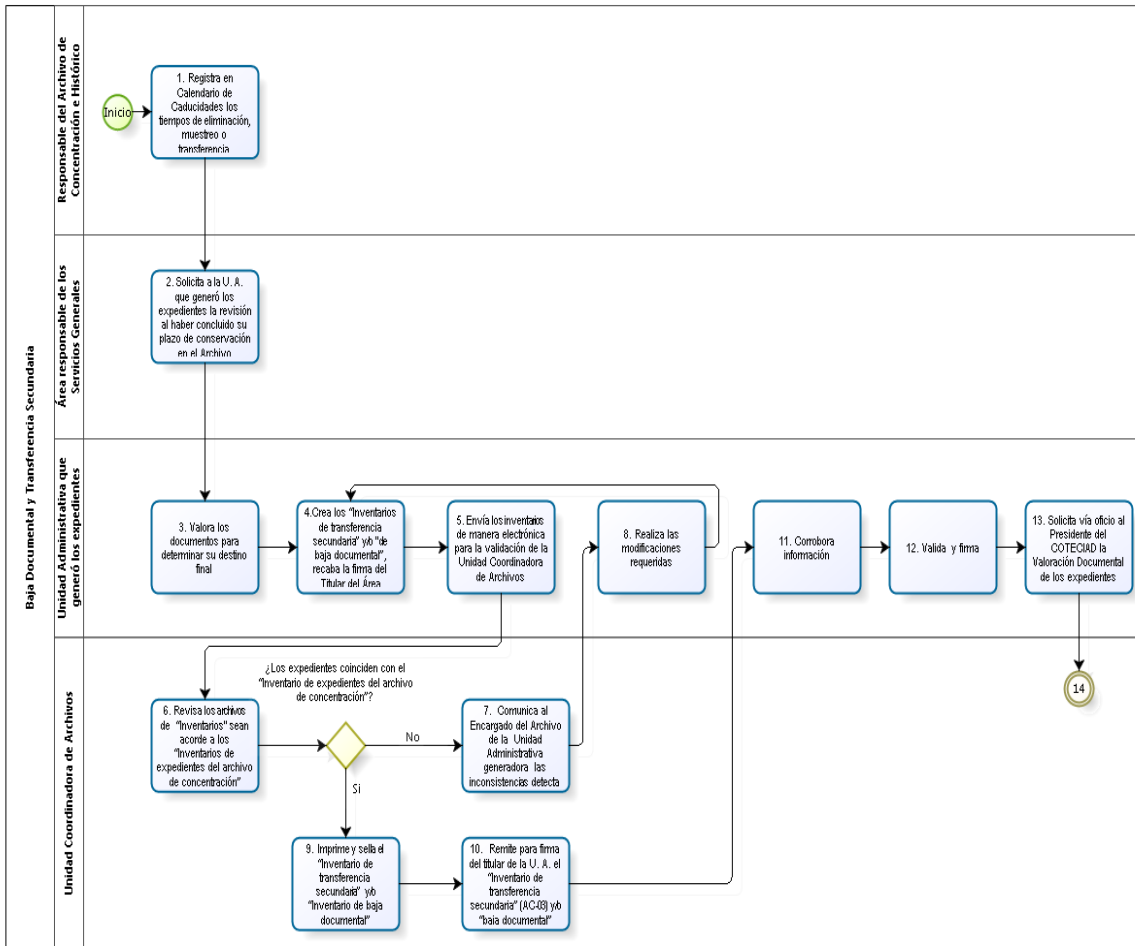 Baja Documental y Transferencia Secundaria
Responsable del Archivo de
Concentración e Histórico
Inicio
1. Registra en
Calendario de
Caducidades los
tiempos de eliminación,
muestreo o
transferencia
Área responsable de los
Servicios Generales
2. Solicita a la U. A.
que generó los
expedientes la revisión
al haber concluido su
plazo de conservación
en el Archivo
Unidad Administrativa que
generó los expedientes
3. Valora los
documentos para
determinar su destino
final
4.Crea los "Inventarios
de transferencia
secundaria" y/o "de
baja documental",
recaba la firma del
Titular del Área
5. Envía los inventarios
de manera electrónica
para la validación de la
Unidad Coordinadora
de Archivos
8. Realiza las
modificaciones
requeridas
11. Corrobora
información
12. Valida y firma
13. Solicita vía oficio al
Presidente del
COTECIAD la
Valoración Documental
de los expedientes
14
Unidad Coordinadora de Archivos
6. Revisa los archivos
de "Inventarios" sean
acorde a los
"Inventarios de
expedientes del archivo
de concentración"
¿Los expedientes coinciden con el
"Inventario de expedientes del archivo
de concentración"?
No
Si
7. Comunica al
Encargado del Archivo
de la Unidad
Administrativa
generadora las
inconsistencias detecta
9. Imprime y sella el
"Inventario de
transferencia
secundaria" y/o
"Inventario de baja
documental"
10. Remite para firma
del titular de la U. A. el
"Inventario de
transferencia
secundaria" (AC-03) y/o
"baja documental"